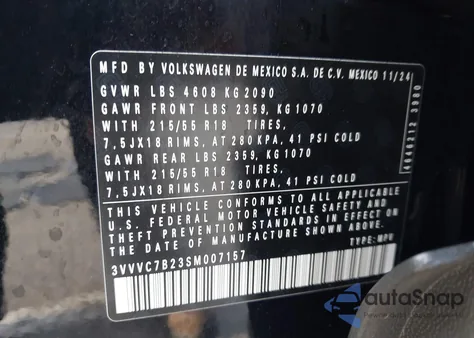 MFD BY VOLKSWAGEN DE MEXICO S.A. DE C.V. MEXICO 11/24
GVWR LBS 4608 KG 2090
GAWR FRONT LBS 2359, KG 1070
WITH 215/55 R18 TIRES,
7,5JX18 RIMS, AT 280 KPA, 41 PSI COLD
GAWR REAR LBS 2359, KG 1070
WITH 215/55 R18 TIRES,
7,5JX18 RIMS, AT 280 KPA, 41 PSI COLD
THIS VEHICLE CONFORMS TO ALL APPLICABLE
U.S. FEDERAL MOTOR VEHICLE SAFETY AND
THEFT PREVENTION STANDARDS IN EFFECT ON
THE DATE OF MANUFACTURE SHOWN ABOVE.
3VVVC7B23SM007157
TYPE: MPV
autoSnap